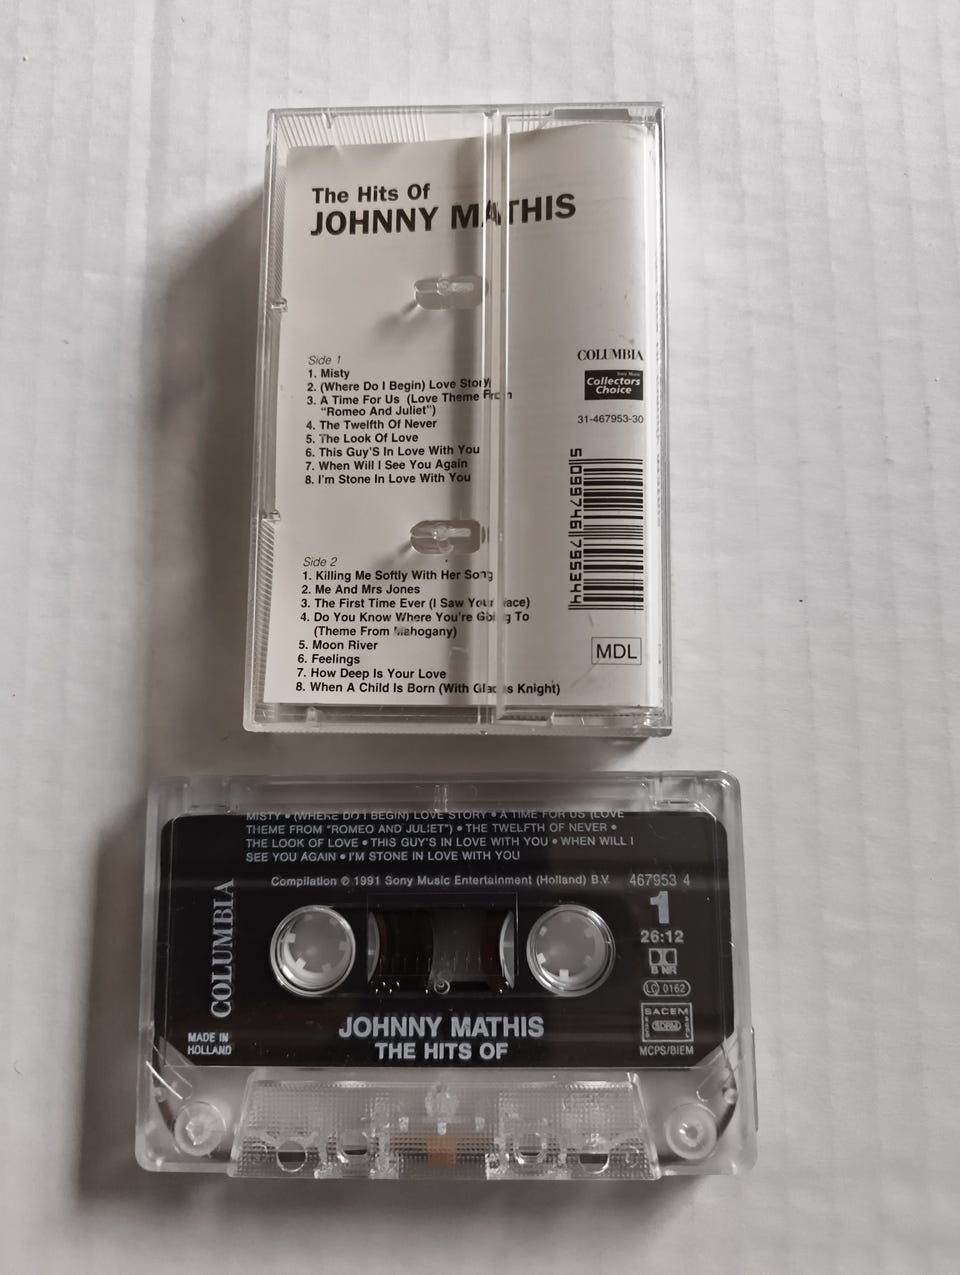 The Hits Of
JOHNNY MATHIS
Side 1
1. Misty
2. (Where Do I Begin) Love Story
3. A Time For Us (Love Theme From
"Romeo And Juliet")
4. The Twelfth Of Never
5. The Look Of Love
6. This Guy'S In Love With You
7. When Will I See You Again
8. I'm Stone In Love With You
Side 2
1. Killing Me Softly With Her Song
2. Me And Mrs Jones
3. The First Time Ever (I Saw Your Face)
4. Do You Know Where You're Going To
(Theme From Mahogany)
5. Moon River
6. Feelings
7. How Deep Is Your Love
8. When A Child Is Born (With Gladys Knight)
COLUMBIA
Sony Music
Collectors
Choice
31-467953-30
5 099746 795344
MDL
MISTY • (WHERE DO I BEGIN) LOVE STORY • A TIME FOR US (LOVE
THEME FROM "ROMEO AND JULIET") • THE TWELFTH OF NEVER •
THE LOOK OF LOVE • THIS GUY'S IN LOVE WITH YOU • WHEN WILL I
SEE YOU AGAIN • I'M STONE IN LOVE WITH YOU
Compilation ℗ 1991 Sony Music Entertainment (Holland) B.V.
467953 4
1
26:12
B NR
LC 0162
SACEM
SDRM
MCPS/BIEM
COLUMBIA
MADE IN
HOLLAND
JOHNNY MATHIS
THE HITS OF